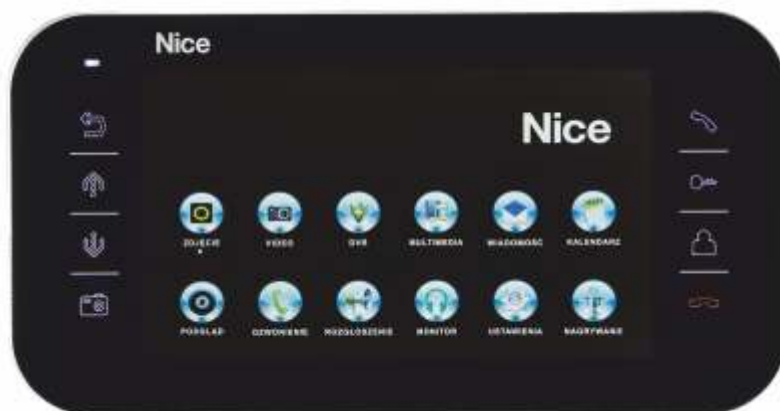 Nice
Nice
ZDJĘCIE VIDEO DVR MULTIMEDIA WIADOMOŚĆ KALENDARZ
PODGLĄD DZWONIENIE ROZGŁOSZENIE MONITOR USTAWIENIA NAGRYWANIE